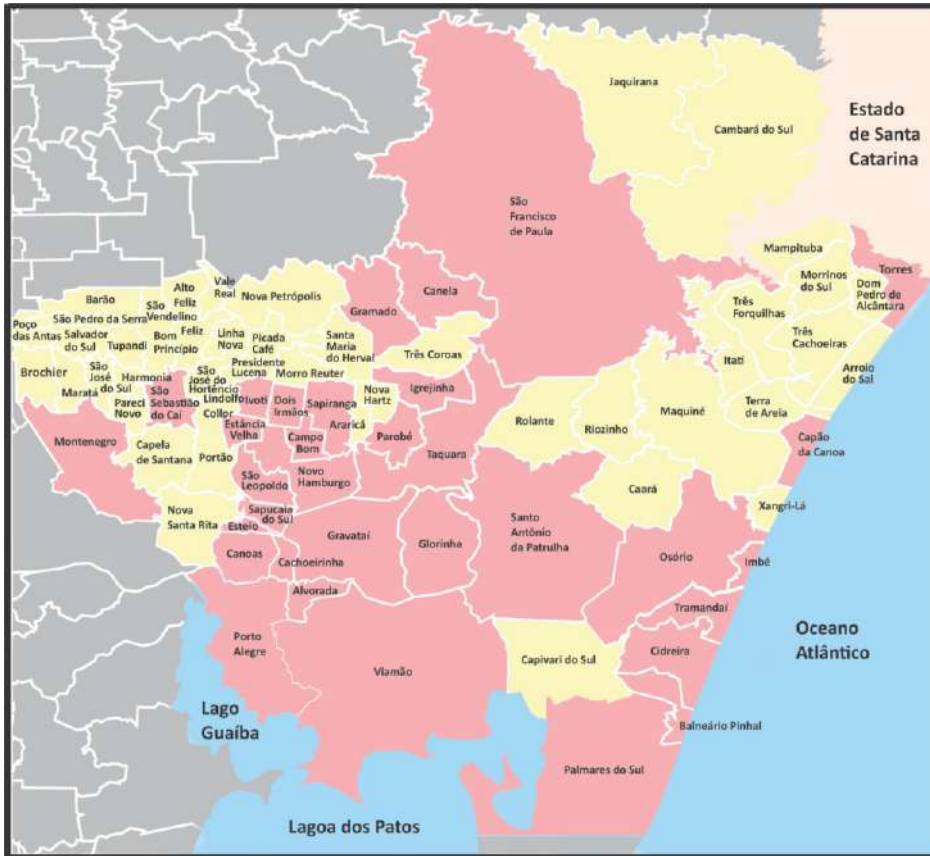 Jaquirana
Cambará do Sul
Estado
de Santa
Catarina
São
Francisco
de Paula
Mampituba
Torres
Morrinos
do Sul
Dom
Pedro de
Alcântara
Três
Forquilhas
Três
Cachoeiras
Itati
Arroio
do Sal
Terra
de Areia
Maquiné
Capão
da Canoa
Xangri-Lá
Alto
Feliz
Vale
Real
Nova Petrópolis
Gramado
Canela
Barão
São
Vendelino
São Pedro da Serra
Poço
das Antas
Salvador
do Sul
Tupandi
Bom
Princípio
Feliz
Linha
Nova
Picada
Café
Santa
Maria
do Herval
Três Coroas
Presidente
Lucena
Morro Reuter
Brochier
Maratá
São
José
do Sul
Harmonia
Pareci
Novo
São
Sebastião
do Caí
São
José do
Hortêncio
Lindolfo
Collor
Ivoti
Dois
Irmãos
Sapiranga
Nova
Hartz
Igrejinha
Araricá
Parobé
Taquara
Rolante
Riozinho
Montenegro
Capela
de Santana
Portão
Estância
Velha
Campo
Bom
São
Leopoldo
Novo
Hamburgo
Caará
Nova
Santa Rita
Sapucaia
do Sul
Esteio
Canoas
Cachoeirinha
Gravataí
Glorinha
Santo
Antônio
da Patrulha
Osório
Imbé
Alvorada
Tramandaí
Porto
Alegre
Viamão
Capivari do Sul
Cidreira
Oceano
Atlântico
Lago
Guaíba
Balneário Pinhal
Palmares do Sul
Lagoa dos Patos